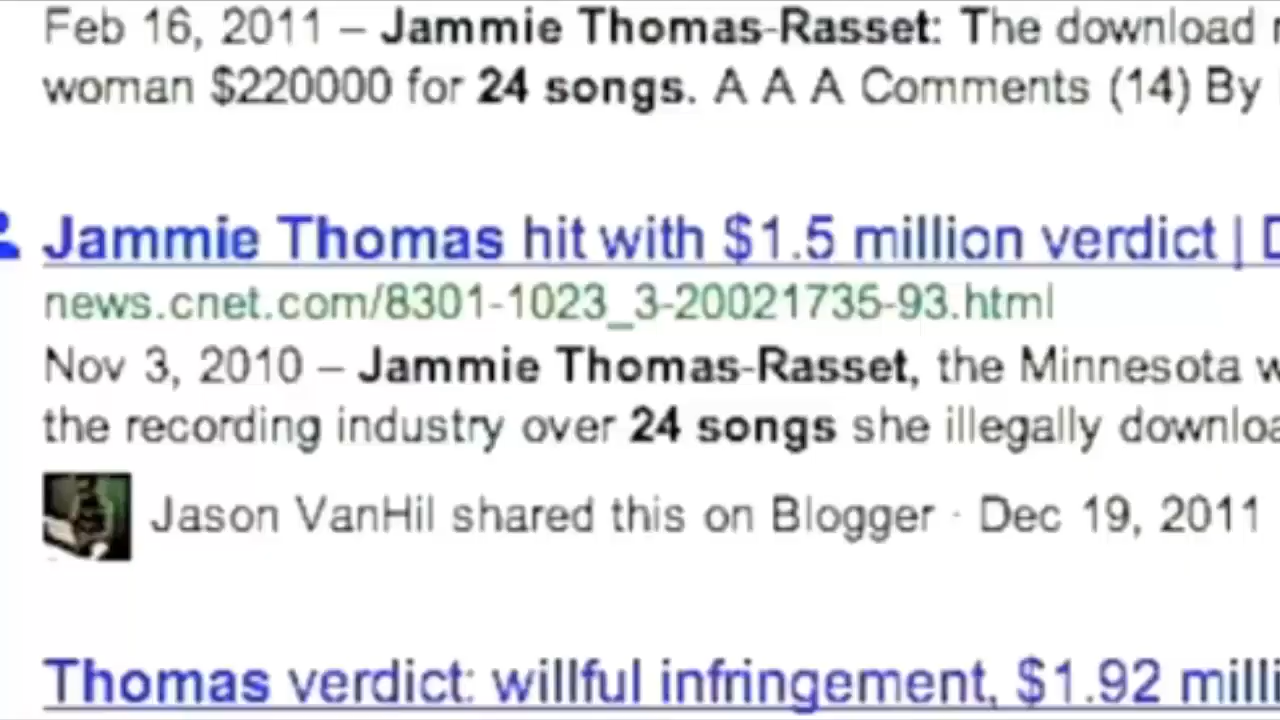 Feb 16, 2011 – Jammie Thomas-Rasset: The download
woman $220000 for 24 songs. A A A Comments (14) By
Jammie Thomas hit with $1.5 million verdict |
news.cnet.com/8301-1023_3-20021735-93.html
Nov 3, 2010 – Jammie Thomas-Rasset, the Minnesota
the recording industry over 24 songs she illegally
Jason VanHil shared this on Blogger · Dec 19, 2011
Thomas verdict: willful infringement, $1.92